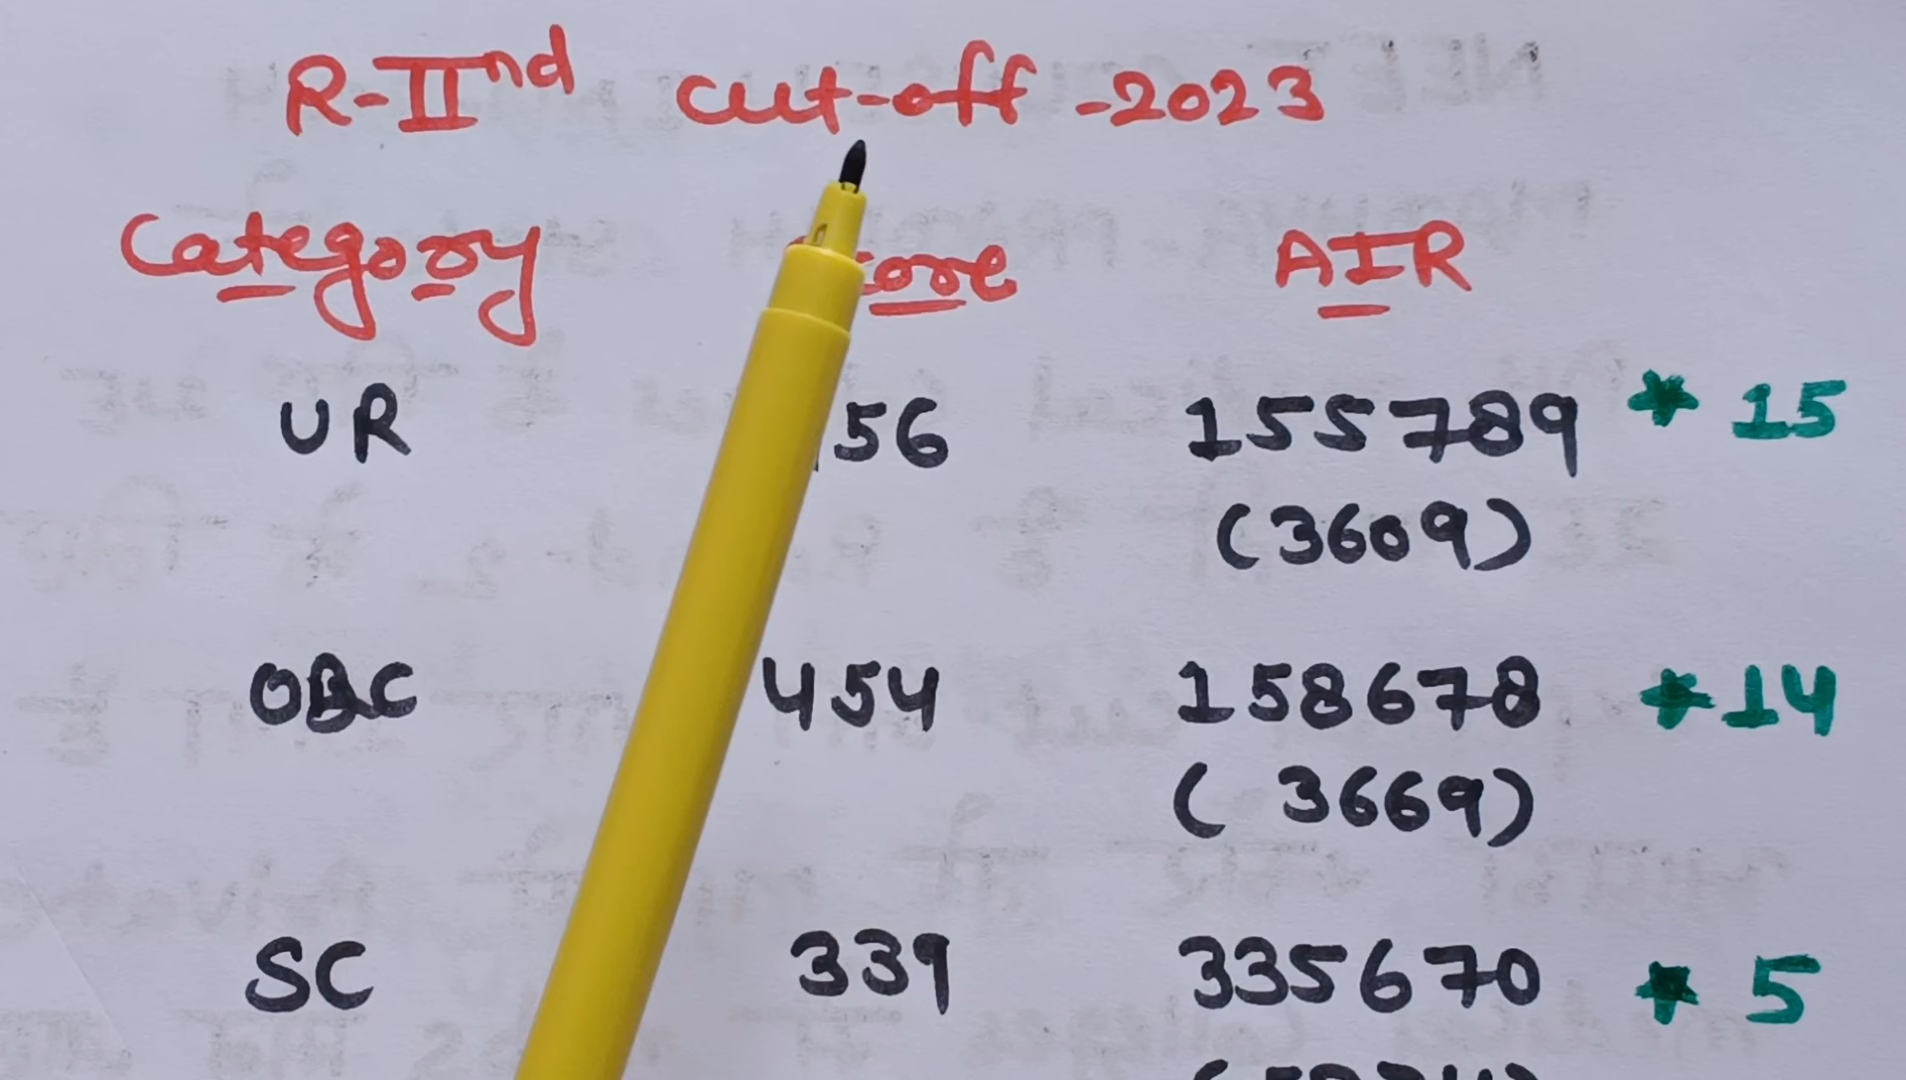 R-IInd cut-off -2023
Category AIR
UR 155789 * 15
(3609)
OBC 454 158678 * 14
(3669)
SC 339 335670 * 5